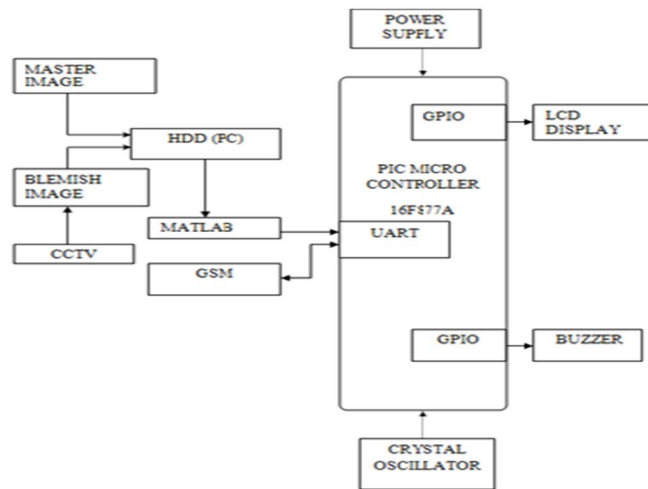 POWER
SUPFLY
MASTER
IMAGE
GPIO
LCD
DISPLAY
HDD (PC)
PIC MICRO
CONTROLLER
BLEMISH
IMAGE
16F877A
MATLAB
UART
CCTV
GSM
GPIO
BUZZER
CRYSTAL
OSCILLATOR